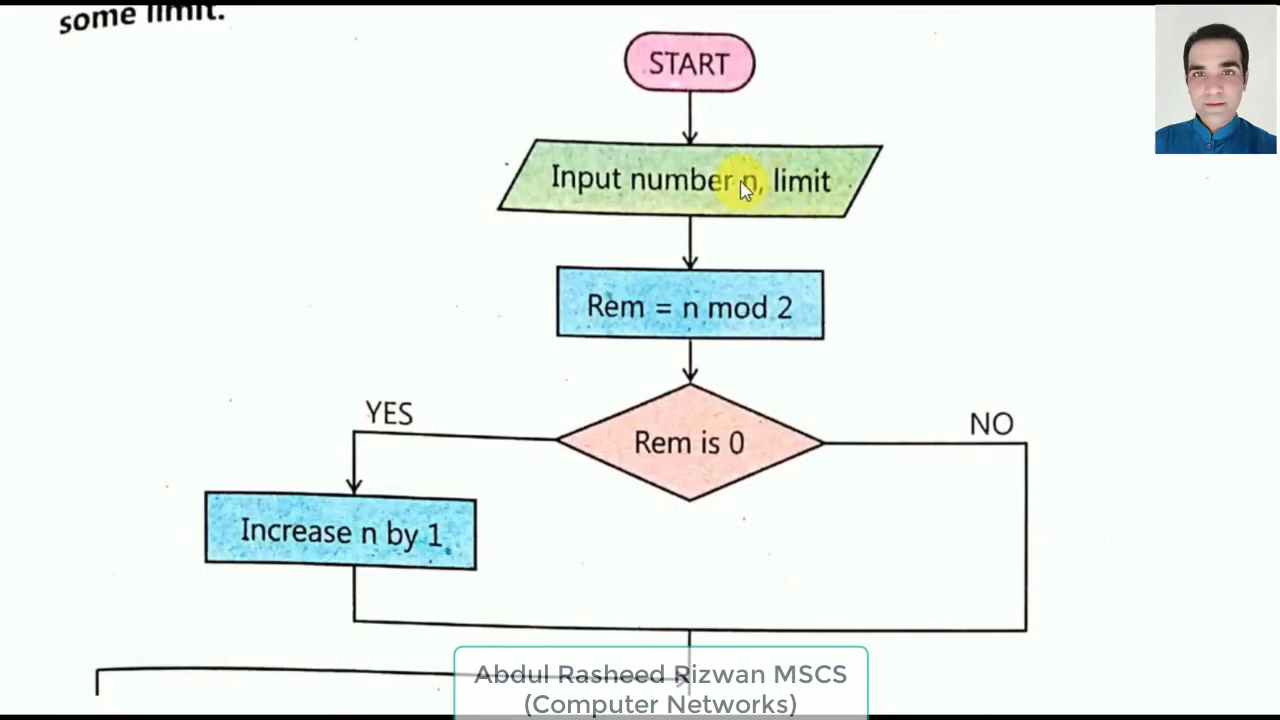 some limit.
START
Input number n, limit
Rem = n mod 2
YES
Rem is 0
NO
Increase n by 1
Abdul Rasheed Rizwan MSCS
(Computer Networks)